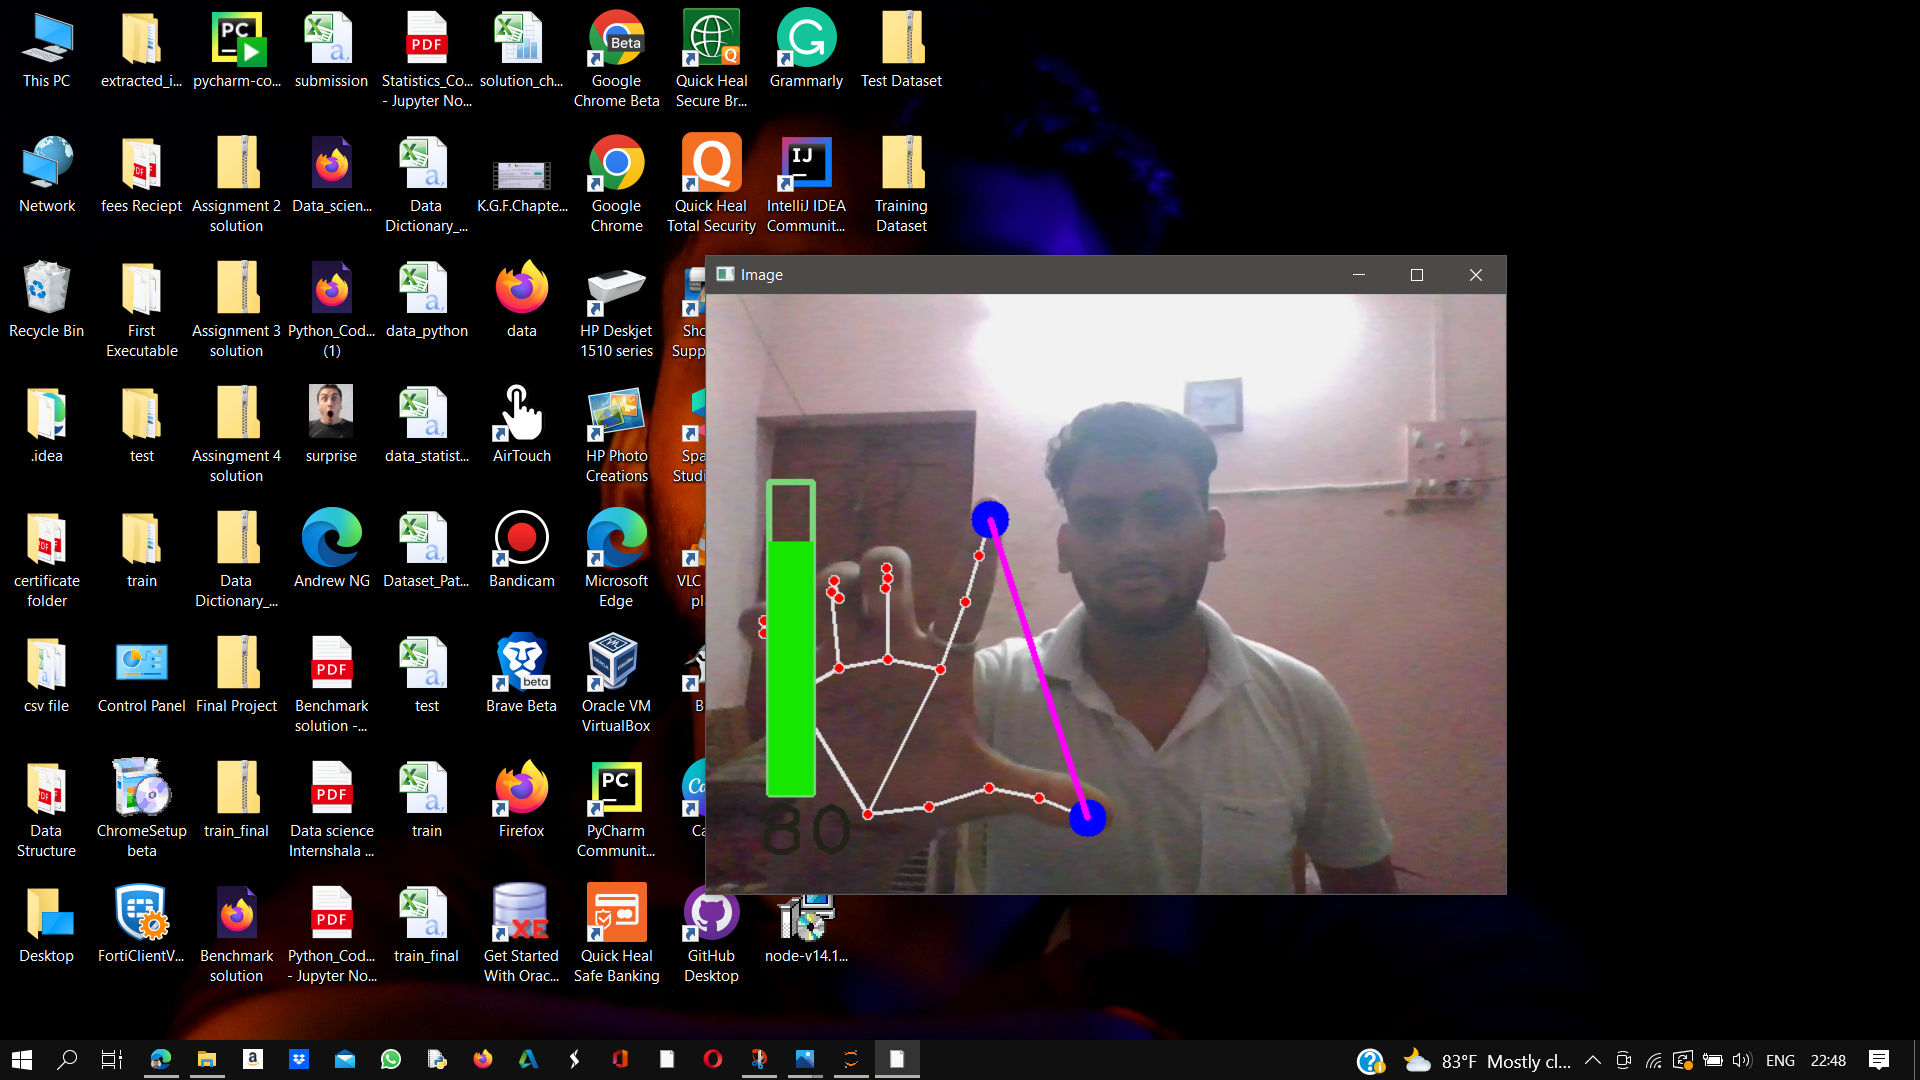 This PC
extracted_i...
pycharm-co...
submission
Statistics_Co...
- Jupyter No...
solution_ch...
Beta
Google
Chrome Beta
Quick Heal
Secure Br...
Grammarly
Test Dataset
Network
fees Reciept
Assignment 2
solution
Data_scien...
Data
Dictionary_...
K.G.F.Chapte...
Google
Chrome
Quick Heal
Total Security
IntelliJ IDEA
Communit...
Training
Dataset
Recycle Bin
First
Executable
Assignment 3
solution
Python_Cod...
(1)
data_python
data
HP Deskjet
1510 series
Sho
Supp
.idea
test
Assingment 4
solution
surprise
data_statist...
AirTouch
HP Photo
Creations
Spa
Studi
certificate
folder
train
Data
Dictionary_...
Andrew NG
Dataset_Pat...
Bandicam
Microsoft
Edge
VLC
pl
csv file
Control Panel
Final Project
Benchmark
solution -...
test
beta
Brave Beta
Oracle VM
VirtualBox
B
Data
Structure
ChromeSetup
beta
train_final
Data science
Internshala ...
train
Firefox
PyCharm
Communit...
Ca
Desktop
FortiClientV...
Benchmark
solution
Python_Cod...
- Jupyter No...
train_final
Get Started
With Orac...
Quick Heal
Safe Banking
GitHub
Desktop
node-v14.1...
PC
PDF
Q
IJ
XE
Image
80
83°F Mostly cl...
ENG
22:48